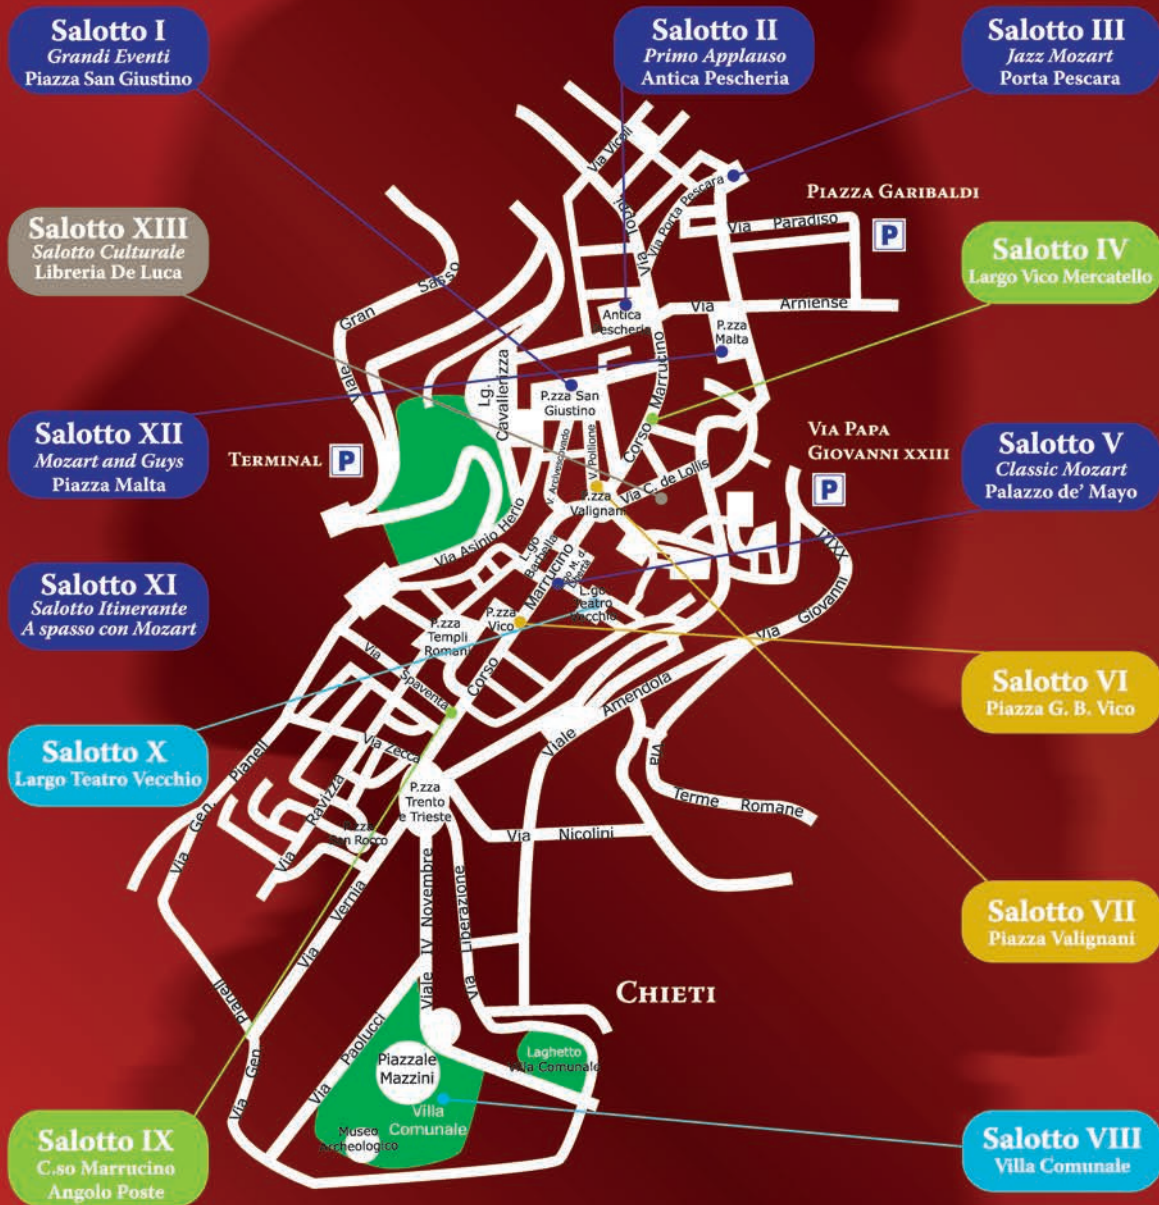 Salotto I
Grandi Eventi
Piazza San Giustino
Salotto II
Primo Applauso
Antica Pescheria
Salotto III
Jazz Mozart
Porta Pescara
Salotto XIII
Salotto Culturale
Libreria De Luca
Salotto IV
Largo Vico Mercatello
Salotto XII
Mozart and Guys
Piazza Malta
Salotto V
Classic Mozart
Palazzo de' Mayo
Salotto XI
Salotto Itinerante
A spasso con Mozart
Salotto VI
Piazza G. B. Vico
Salotto X
Largo Teatro Vecchio
Salotto VII
Piazza Valignani
Salotto IX
C.so Marrucino
Angolo Poste
Salotto VIII
Villa Comunale
PIAZZA GARIBALDI
P
TERMINAL P
VIA PAPA
GIOVANNI XXIII
P
CHIETI
Via Vicoli
Via Porta Pescara
Via Toppi
Via Paradiso
Via Arniense
Antica
Pescheria
P.zza
Malta
Viale Gran Sasso
Lg.
Cavallerizza
P.zza San
Giustino
Corso Marrucino
V. Arcivescovado
V. Pollione
Via C. de Lollis
P.zza
Valignani
Via Asinio Herio
L.go
Barbella
L.go
Teatro
Vecchio
P.zza
Vico
P.zza
Templi
Romani
Corso Marrucino
Via Spaventa
Via Giovanni XXIII
Viale Amendola
Via Zecca
Via Gen. Pianell
Via Ravizza
P.zza
San Rocco
P.zza
Trento
e Trieste
Via Terme Romane
Via Nicolini
Via Vernia
Viale IV Novembre
Via Liberazione
Via Gen. Pianell
Via Paolucci
Piazzale
Mazzini
Laghetto
Villa Comunale
Villa
Comunale
Museo
Archeologico